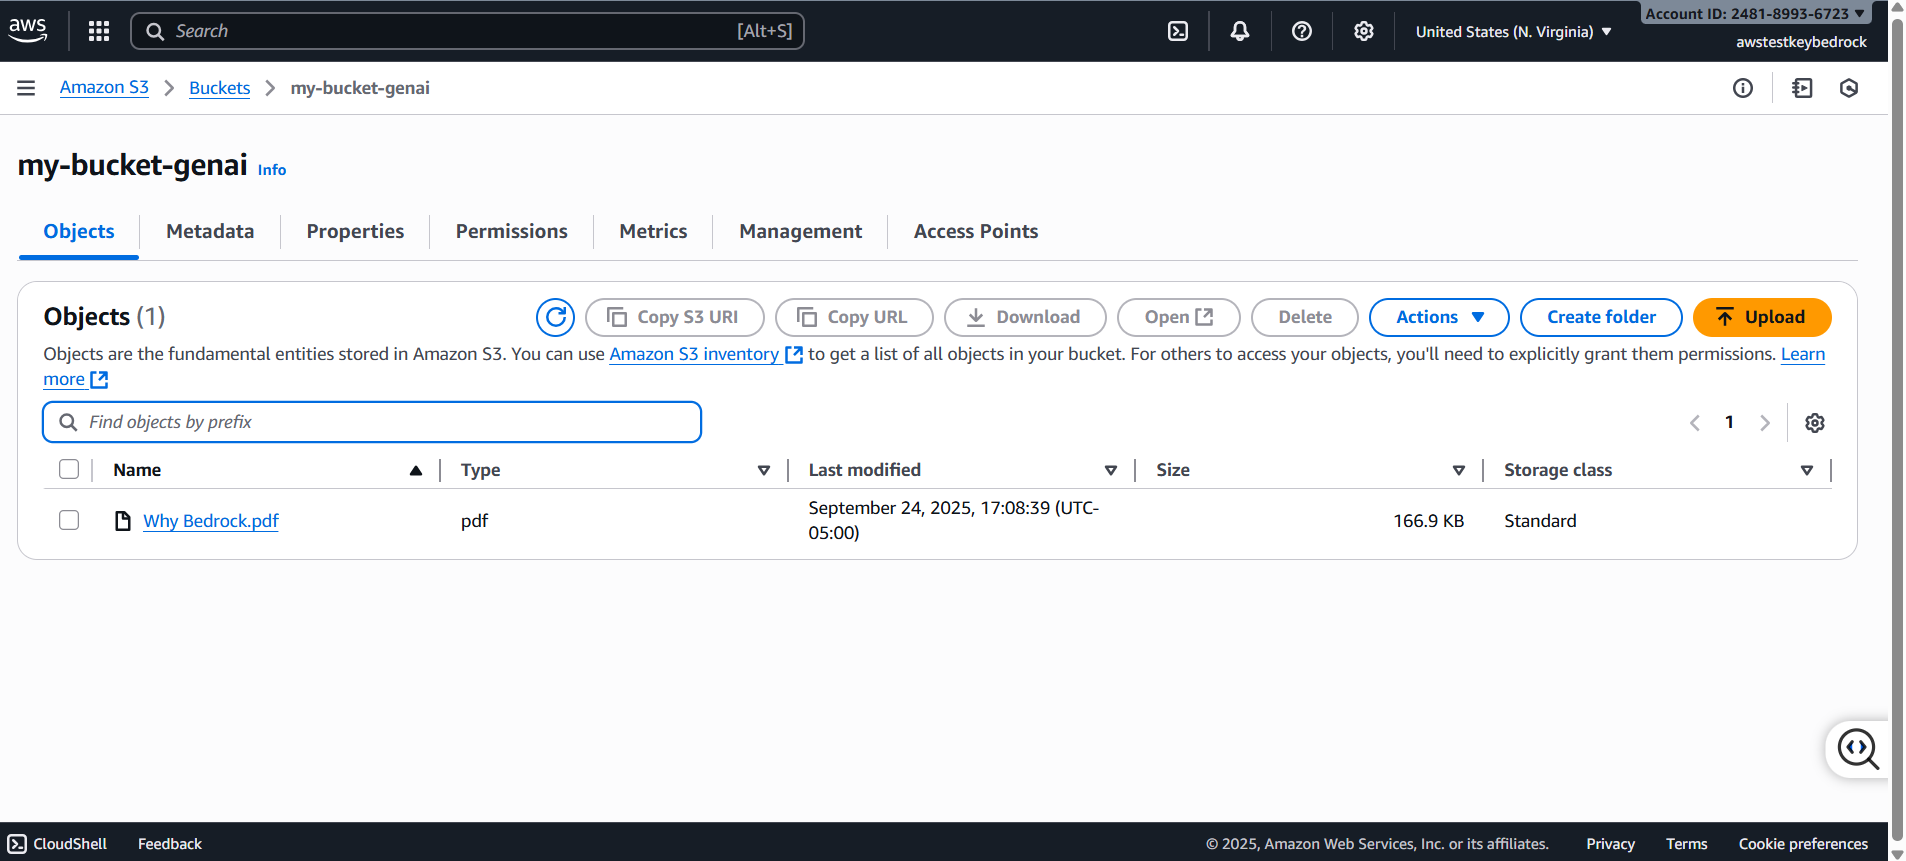 aws
Search
[Alt+S]
United States (N. Virginia) ▼
Account ID: 2481-8993-6723 ▼
awstestkeybedrock
Amazon S3 > Buckets > my-bucket-genai
my-bucket-genai Info
Objects
Metadata
Properties
Permissions
Metrics
Management
Access Points
Objects (1)
Copy S3 URI
Copy URL
Download
Open
Delete
Actions ▼
Create folder
Upload
Objects are the fundamental entities stored in Amazon S3. You can use Amazon S3 inventory to get a list of all objects in your bucket. For others to access your objects, you'll need to explicitly grant them permissions. Learn
more
Find objects by prefix
1
Name
Type
Last modified
Size
Storage class
Why Bedrock.pdf
pdf
September 24, 2025, 17:08:39 (UTC-
05:00)
166.9 KB
Standard
CloudShell
Feedback
© 2025, Amazon Web Services, Inc. or its affiliates.
Privacy
Terms
Cookie preferences